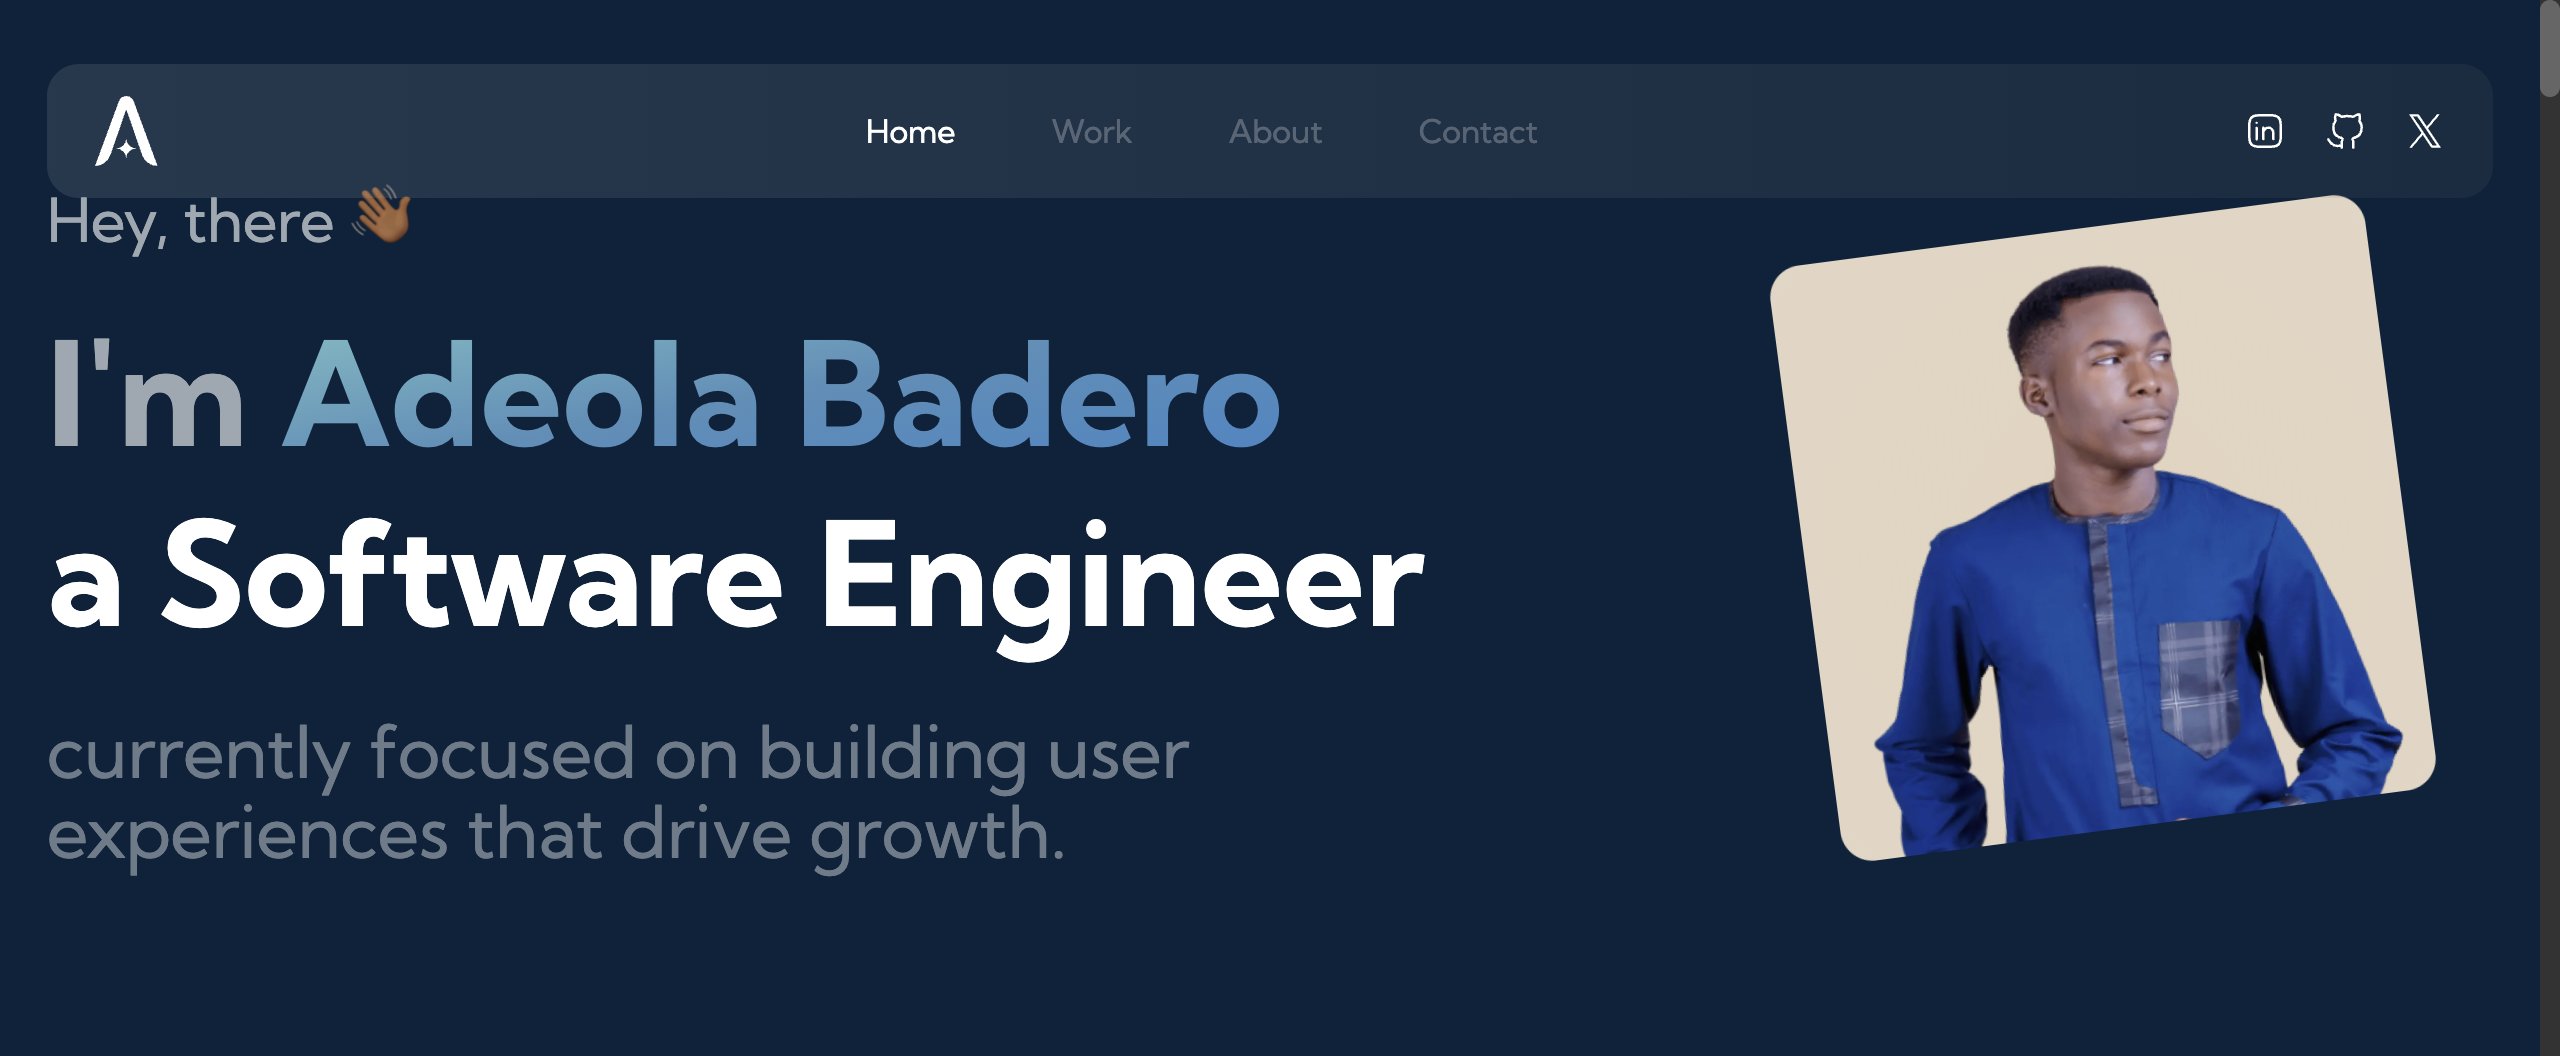 Home Work About Contact
Hey, there 👋🏾
I'm Adeola Badero
a Software Engineer
currently focused on building user
experiences that drive growth.